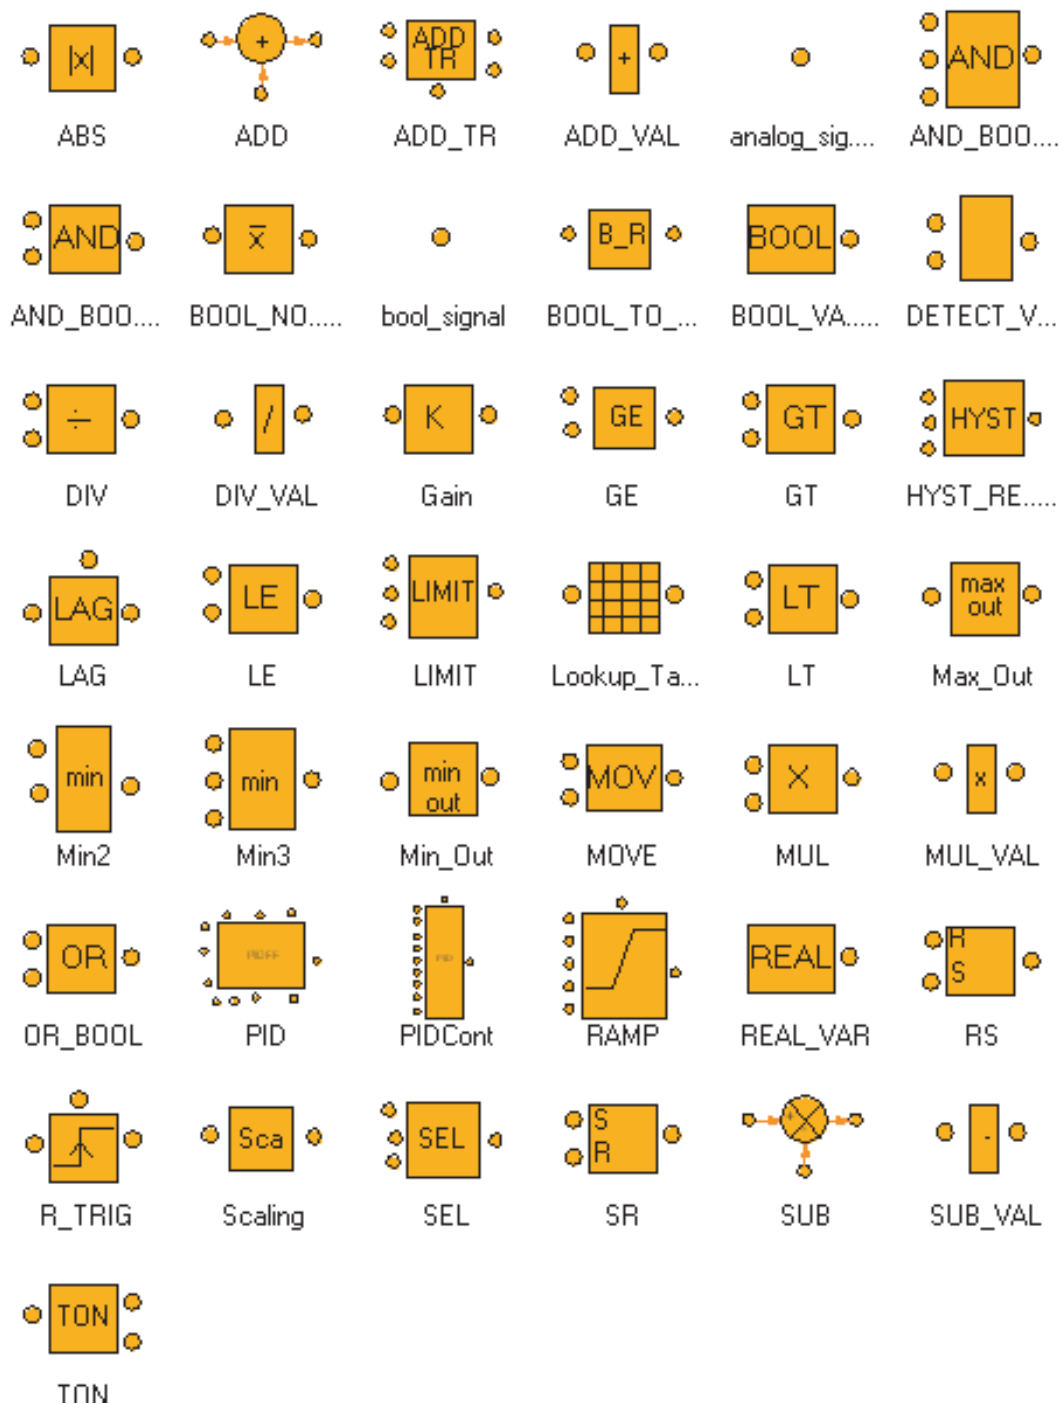 |x| + ADD TR + AND
ABS ADD ADD_TR ADD_VAL analog_sig.... AND_BOO....
AND x̅ B_R BOOL
AND_BOO.... BOOL_NO..... bool_signal BOOL_TO_... BOOL_VA..... DETECT_V...
÷ / K GE GT HYST
DIV DIV_VAL Gain GE GT HYST_RE.....
LAG LE LIMIT LT max out
LAG LE LIMIT Lookup_Ta... LT Max_Out
min min min out MOV X x
Min2 Min3 Min_Out MOVE MUL MUL_VAL
OR PIDFF PID REAL R S
OR_BOOL PID PIDCont RAMP REAL_VAR RS
Sca SEL S R + -
R_TRIG Scaling SEL SR SUB SUB_VAL
TON
TON